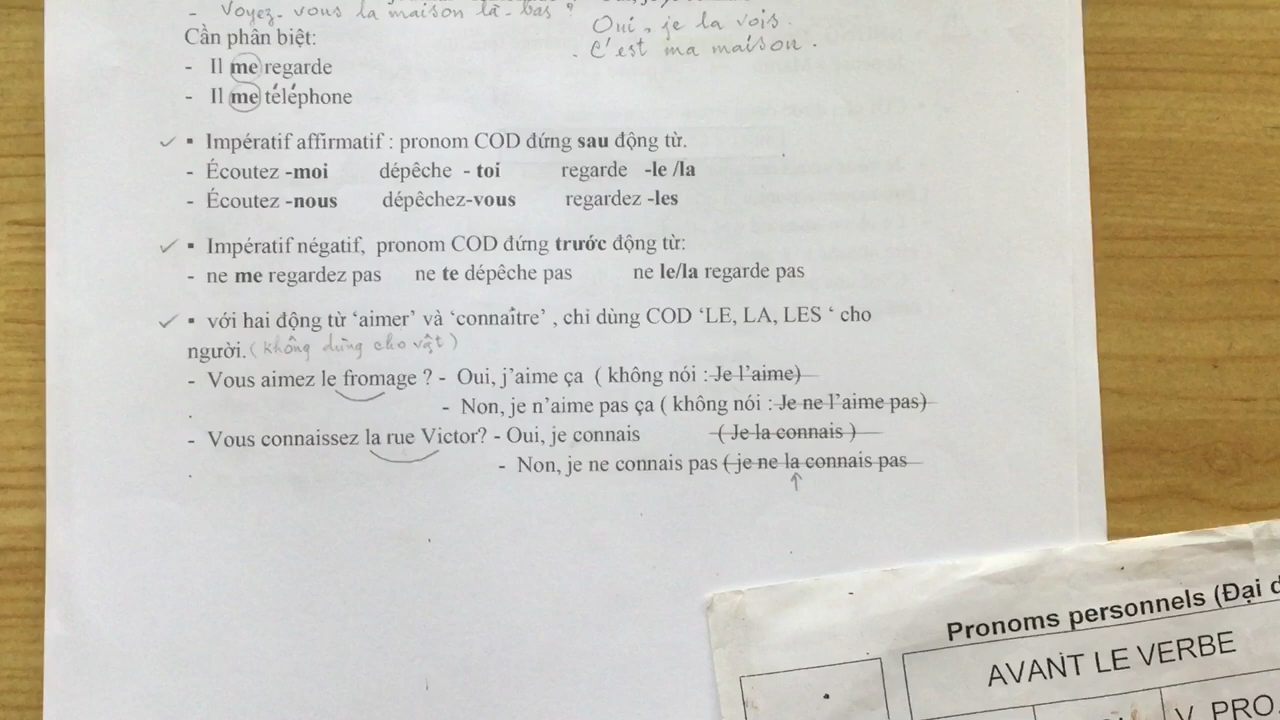 - Voyez-vous la maison là-bas ?
Oui, je la vois.
Cần phân biệt:
- C'est ma maison.
- Il me regarde
- Il me téléphone
▪ Impératif affirmatif : pronom COD đứng sau động từ.
- Écoutez -moi dépêche - toi regarde -le /la
- Écoutez -nous dépêchez-vous regardez -les
▪ Impératif négatif, pronom COD đứng trước động từ:
- ne me regardez pas ne te dépêche pas ne le/la regarde pas
▪ với hai động từ ‘aimer’ và ‘connaître’ , chỉ dùng COD ‘LE, LA, LES ‘ cho
người. (không dùng cho vật)
- Vous aimez le fromage ? - Oui, j’aime ça ( không nói : Je l’aime)
- Non, je n’aime pas ça ( không nói : Je ne l’aime pas)
- Vous connaissez la rue Victor? - Oui, je connais ( Je la connais )
- Non, je ne connais pas ( je ne la connais pas
Pronoms personnels (Đại
AVANT LE VERBE
V PRO